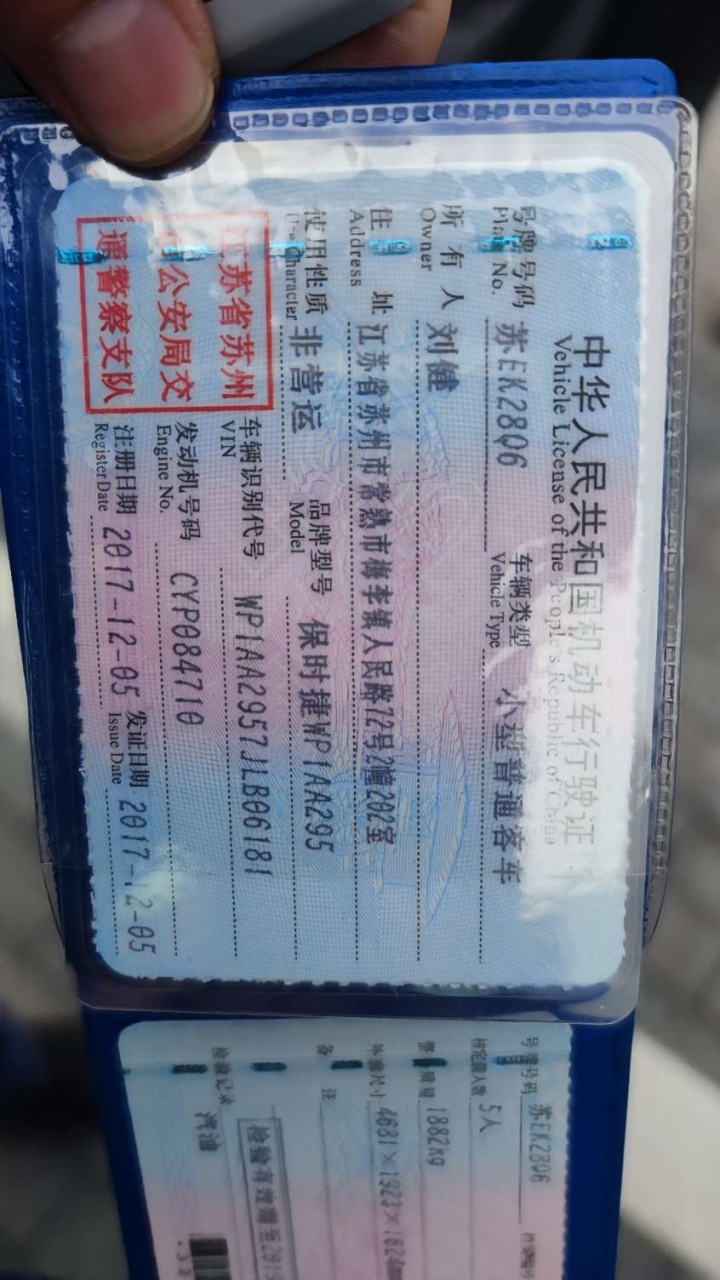 中华人民共和国机动车行驶证
Vehicle License of the People's Republic of China
号牌号码 苏EK28Q6 车辆类型 小型普通客车
Plate No. Vehicle Type
所有人 刘健
Owner
住址 江苏省苏州市常熟市梅李镇人民路72号2幢202室
Address
使用性质 非营运 品牌型号 保时捷WP1AA295
Use Character Model
江苏省苏州
市公安局交
通警察支队
车辆识别代号 WP1AA2957JLB06181
VIN
发动机号码 CYP084710
Engine No.
注册日期 2017-12-05 发证日期 2017-12-05
Register Date Issue Date
号牌号码 苏EK28Q6
核定载人数 5人
整备质量 1882kg
外廓尺寸 4681×1923×1624mm
备注
检验有效期至
检验记录 汽油